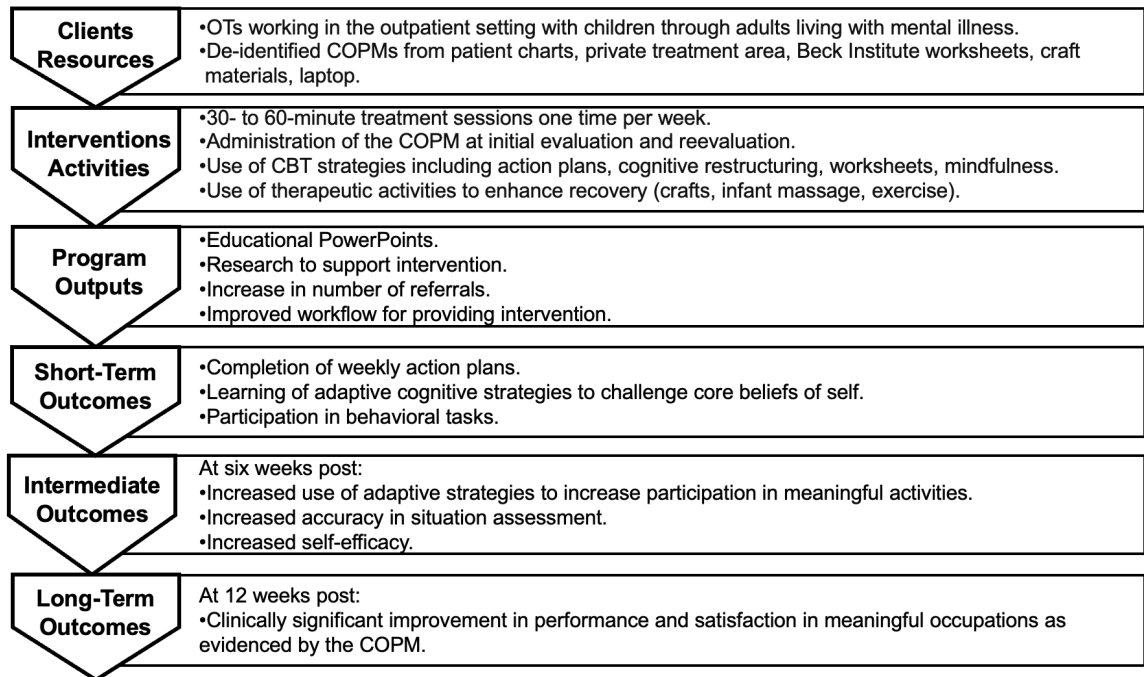 Clients
Resources
•OTs working in the outpatient setting with children through adults living with mental illness.
•De-identified COPMs from patient charts, private treatment area, Beck Institute worksheets, craft
materials, laptop.
Interventions
Activities
•30- to 60-minute treatment sessions one time per week.
•Administration of the COPM at initial evaluation and reevaluation.
•Use of CBT strategies including action plans, cognitive restructuring, worksheets, mindfulness.
•Use of therapeutic activities to enhance recovery (crafts, infant massage, exercise).
Program
Outputs
•Educational PowerPoints.
•Research to support intervention.
•Increase in number of referrals.
•Improved workflow for providing intervention.
Short-Term
Outcomes
•Completion of weekly action plans.
•Learning of adaptive cognitive strategies to challenge core beliefs of self.
•Participation in behavioral tasks.
Intermediate
Outcomes
At six weeks post:
•Increased use of adaptive strategies to increase participation in meaningful activities.
•Increased accuracy in situation assessment.
•Increased self-efficacy.
Long-Term
Outcomes
At 12 weeks post:
•Clinically significant improvement in performance and satisfaction in meaningful occupations as
evidenced by the COPM.